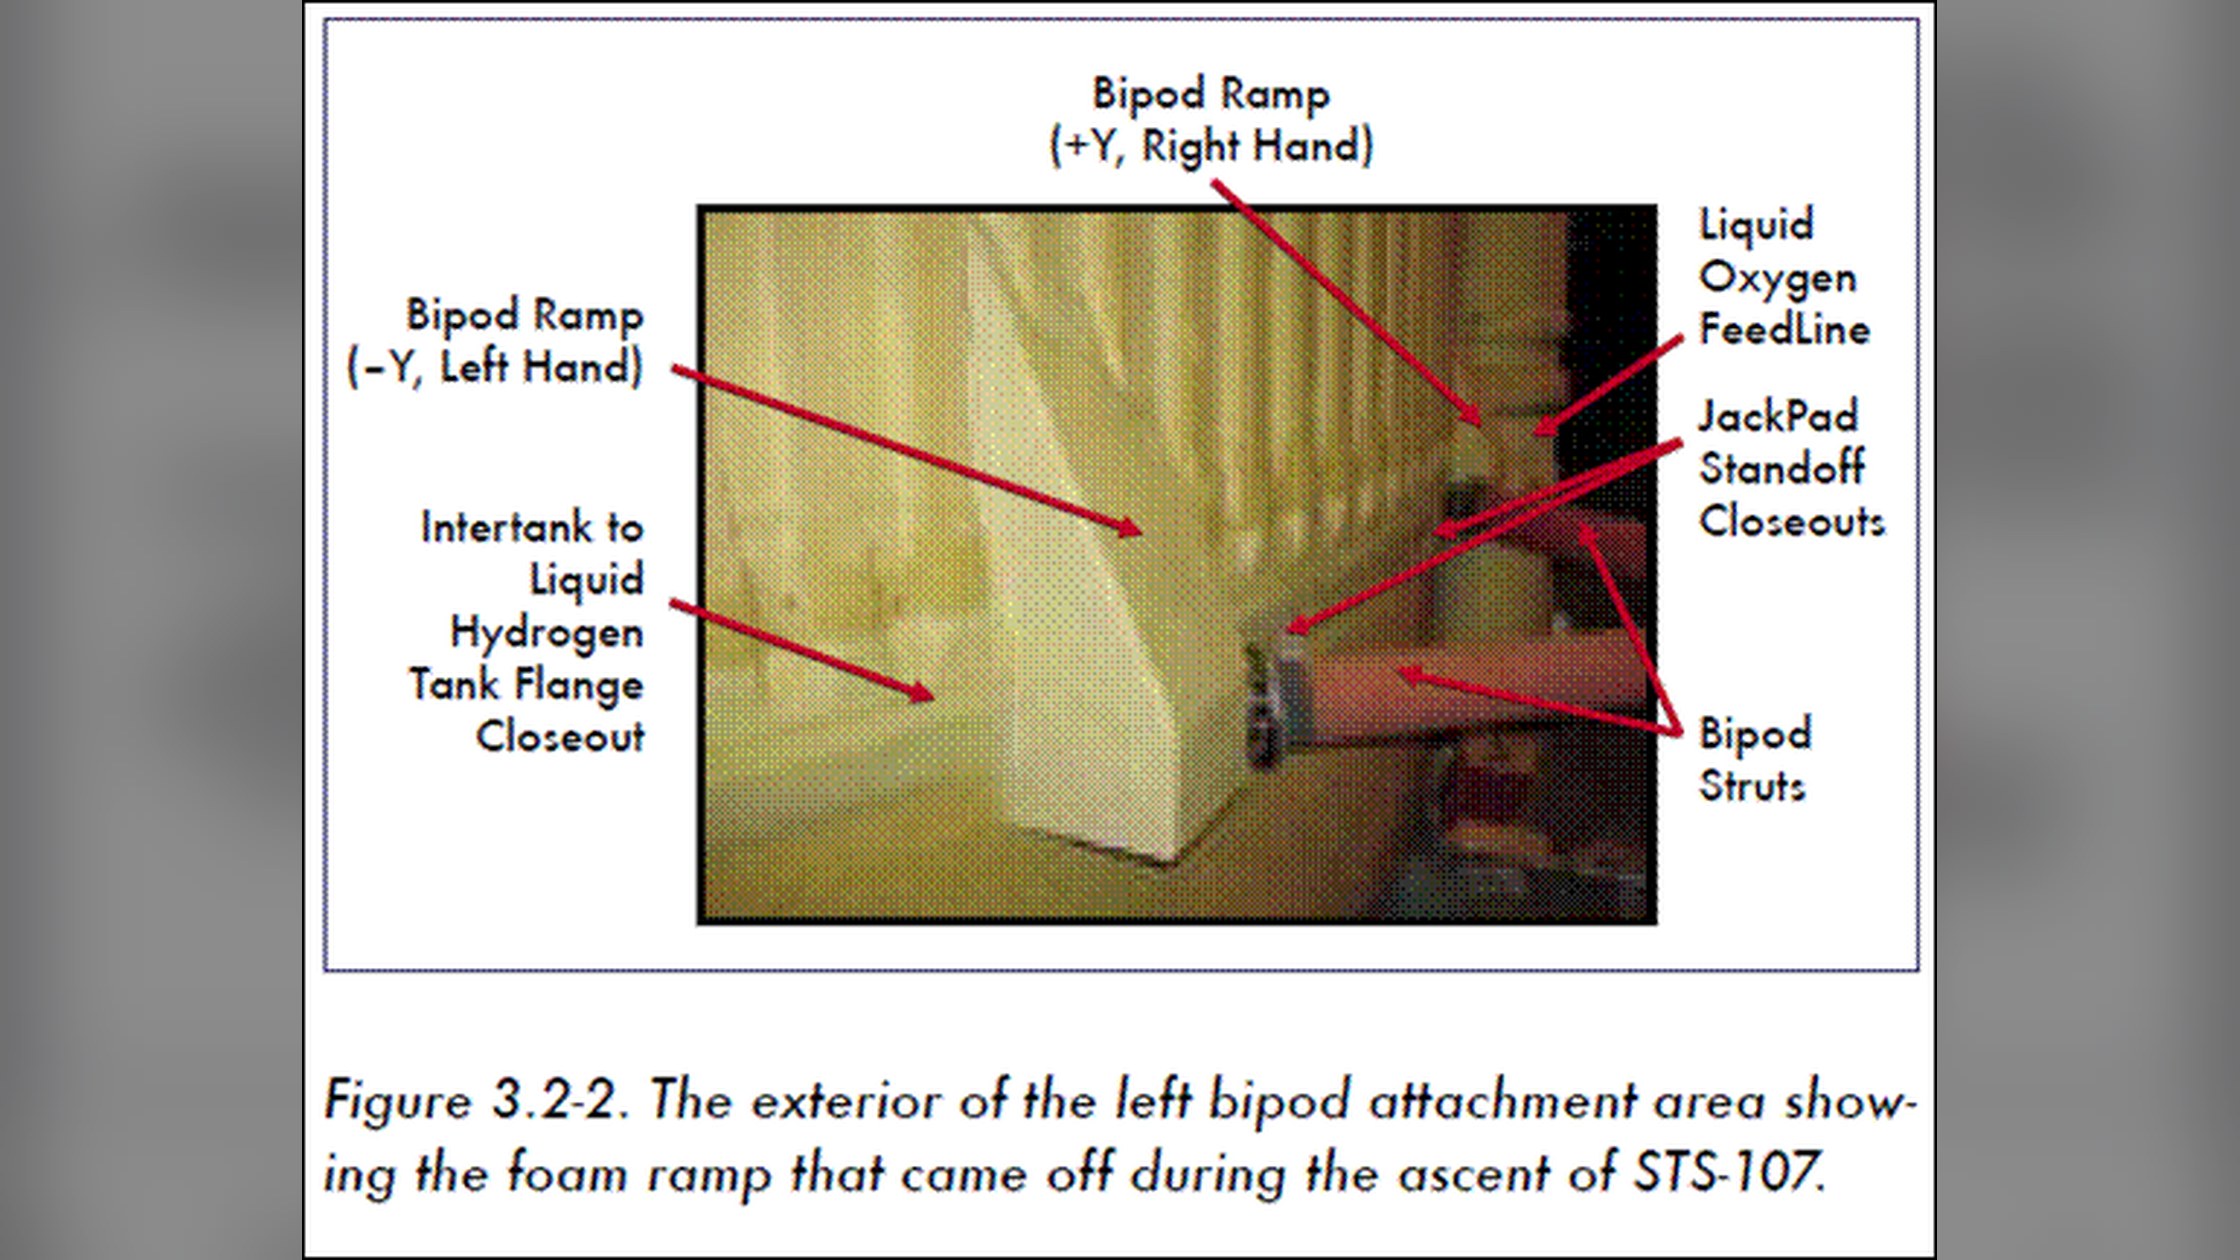 Bipod Ramp
(+Y, Right Hand)
Bipod Ramp
(–Y, Left Hand)
Intertank to
Liquid
Hydrogen
Tank Flange
Closeout
Liquid
Oxygen
FeedLine
JackPad
Standoff
Closeouts
Bipod
Struts
Figure 3.2-2. The exterior of the left bipod attachment area show-
ing the foam ramp that came off during the ascent of STS-107.